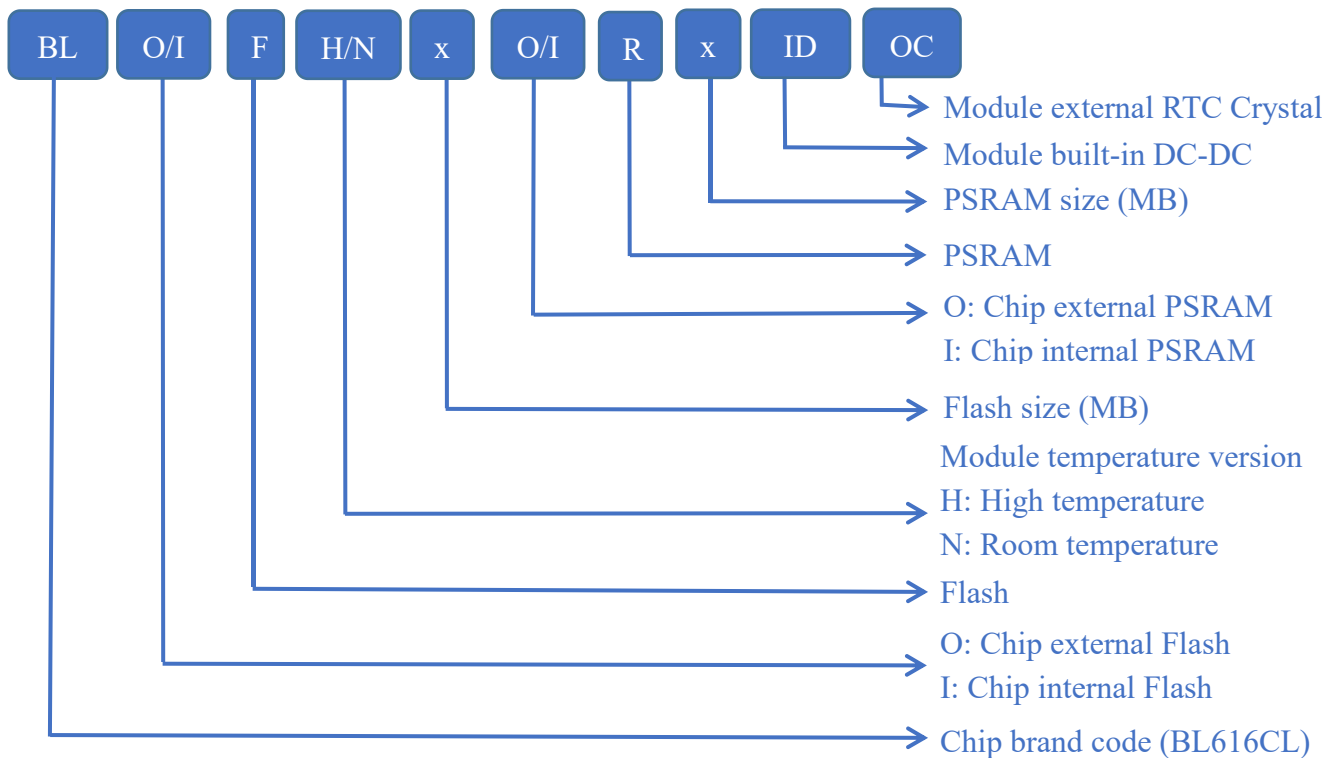 BL O/I F H/N x O/I R x ID OC
Module external RTC Crystal
Module built-in DC-DC
PSRAM size (MB)
PSRAM
O: Chip external PSRAM
I: Chip internal PSRAM
Flash size (MB)
Module temperature version
H: High temperature
N: Room temperature
Flash
O: Chip external Flash
I: Chip internal Flash
Chip brand code (BL616CL)